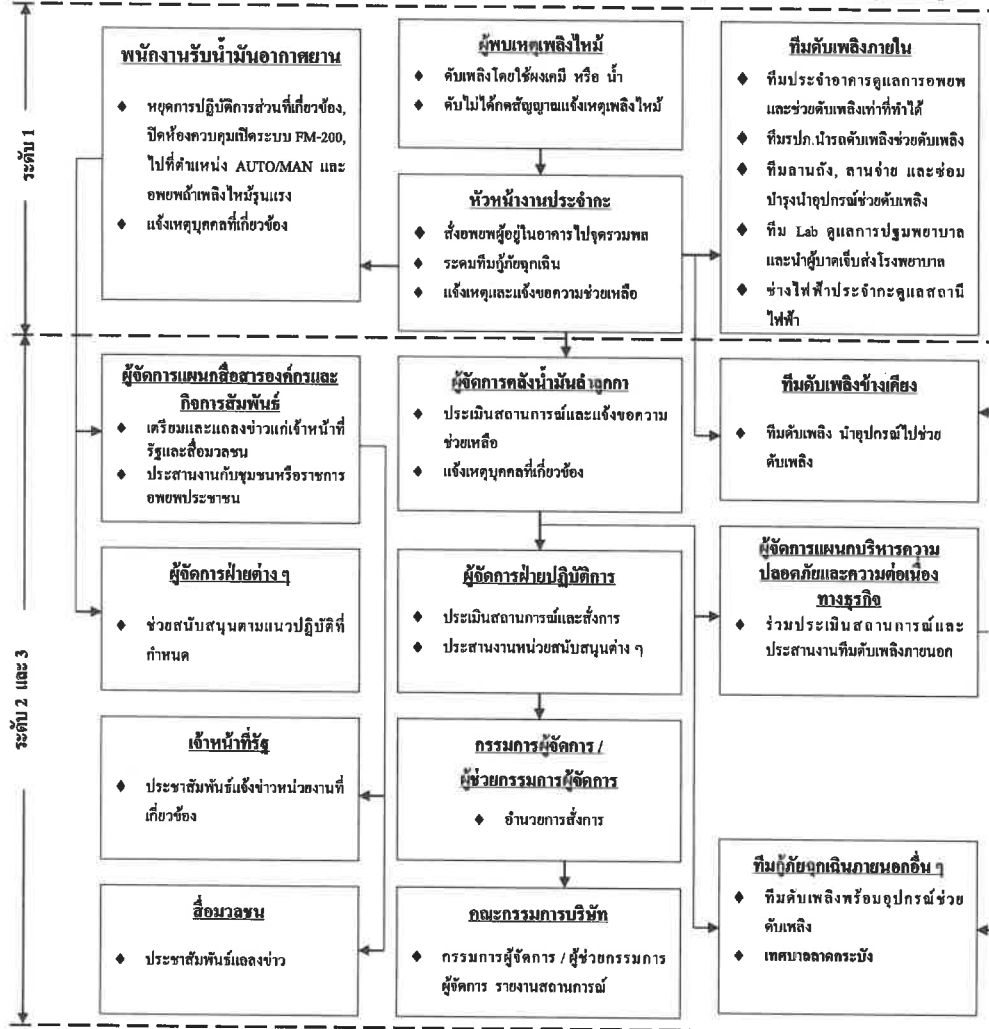 ระดับ 1
พนักงานรับน้ำมันอากาศยาน
♦ หยุดการปฏิบัติการส่วนที่เกี่ยวข้อง,
ปิดห้องควบคุมเปิดระบบ FM-200,
ไปที่ตำแหน่ง AUTO/MAN และ
อพยพถ้าเพลิงไหม้รุนแรง
♦ แจ้งเหตุบุคคลที่เกี่ยวข้อง
ผู้พบเหตุเพลิงไหม้
♦ ดับเพลิงโดยใช้ผงเคมี หรือ น้ำ
♦ ดับไม่ได้กดสัญญาณแจ้งเหตุเพลิงไหม้
หัวหน้างานประจำกะ
♦ สั่งอพยพผู้อยู่ในอาคารไปจุดรวมพล
♦ ระดมทีมกู้ภัยฉุกเฉิน
♦ แจ้งเหตุและแจ้งขอความช่วยเหลือ
ทีมดับเพลิงภายใน
♦ ทีมประจำอาคารดูแลการอพยพ
และช่วยดับเพลิงเท่าที่ทำได้
♦ ทีมรปภ.นำรถดับเพลิงช่วยดับเพลิง
♦ ทีมลานถัง, ลานจ่าย และซ่อม
บำรุงนำอุปกรณ์ช่วยดับเพลิง
♦ ทีม Lab ดูแลการปฐมพยาบาล
และนำผู้บาดเจ็บส่งโรงพยาบาล
♦ ช่างไฟฟ้าประจำกะดูแลสถานี
ไฟฟ้า
ระดับ 2 และ 3
ผู้จัดการแผนกสื่อสารองค์กรและ
กิจการสัมพันธ์
♦ เตรียมและแถลงข่าวแก่เจ้าหน้าที่
รัฐและสื่อมวลชน
♦ ประสานงานกับชุมชนหรือราชการ
อพยพประชาชน
ผู้จัดการคลังน้ำมันลำลูกกา
♦ ประเมินสถานการณ์และแจ้งขอความ
ช่วยเหลือ
♦ แจ้งเหตุบุคคลที่เกี่ยวข้อง
ทีมดับเพลิงข้างเคียง
♦ ทีมดับเพลิง นำอุปกรณ์ไปช่วย
ดับเพลิง
ผู้จัดการฝ่ายต่าง ๆ
♦ ช่วยสนับสนุนตามแนวปฏิบัติที่
กำหนด
ผู้จัดการฝ่ายปฏิบัติการ
♦ ประเมินสถานการณ์และสั่งการ
♦ ประสานงานหน่วยสนับสนุนต่าง ๆ
ผู้จัดการแผนกบริหารความ
ปลอดภัยและความต่อเนื่อง
ทางธุรกิจ
♦ ร่วมประเมินสถานการณ์และ
ประสานงานทีมดับเพลิงภายนอก
เจ้าหน้าที่รัฐ
♦ ประชาสัมพันธ์แจ้งข่าวหน่วยงานที่
เกี่ยวข้อง
กรรมการผู้จัดการ /
ผู้ช่วยกรรมการผู้จัดการ
♦ อำนวยการสั่งการ
สื่อมวลชน
♦ ประชาสัมพันธ์แถลงข่าว
คณะกรรมการบริษัท
♦ กรรมการผู้จัดการ / ผู้ช่วยกรรมการ
ผู้จัดการ รายงานสถานการณ์
ทีมกู้ภัยฉุกเฉินภายนอกอื่น ๆ
♦ ทีมดับเพลิงพร้อมอุปกรณ์ช่วย
ดับเพลิง
♦ เทศบาลลาดกระบัง